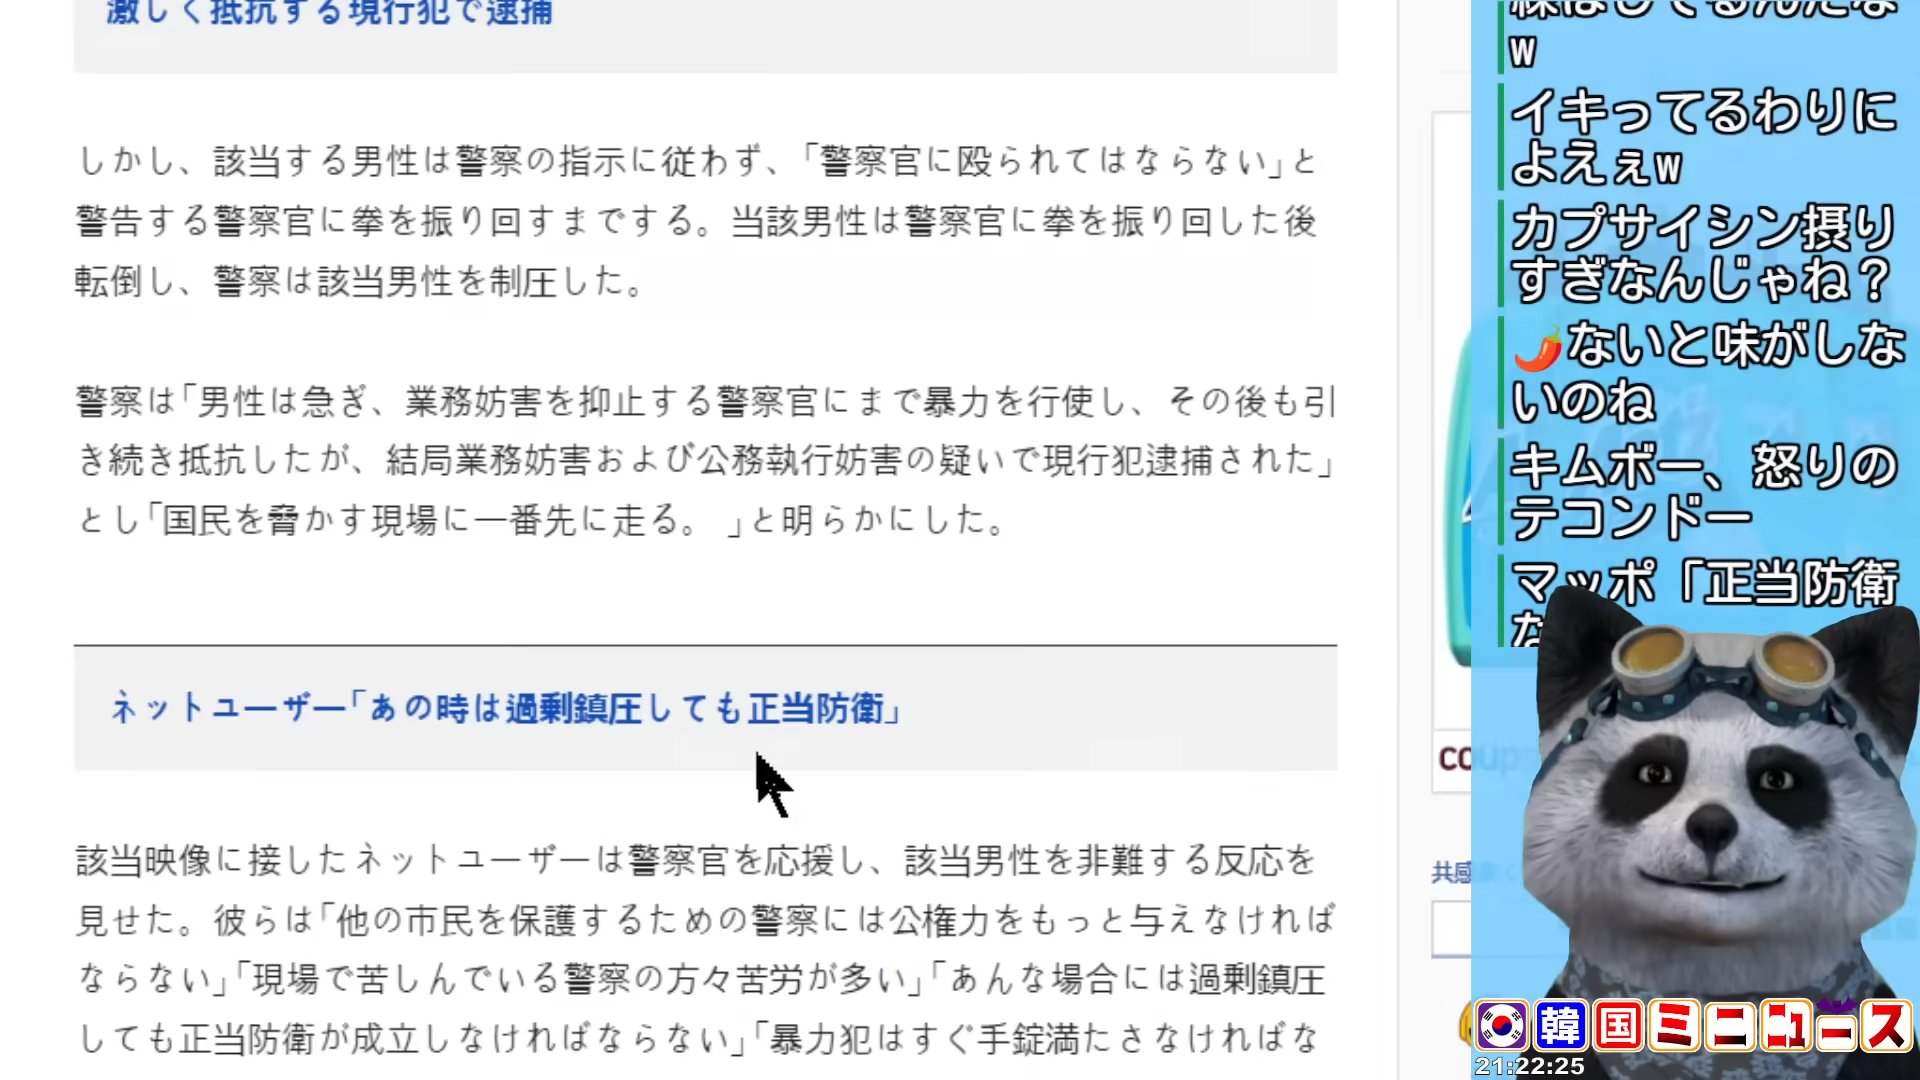 激しく抵抗する現行犯で逮捕
しかし、該当する男性は警察の指示に従わず、「警察官に殴られてはならない」と
警告する警察官に拳を振り回すまでする。当該男性は警察官に拳を振り回した後
転倒し、警察は該当男性を制圧した。
警察は「男性は急ぎ、業務妨害を抑止する警察官にまで暴力を行使し、その後も引
き続き抵抗したが、結局業務妨害および公務執行妨害の疑いで現行犯逮捕された」
とし「国民を脅かす現場に一番先に走る。 」と明らかにした。
ネットユーザー「あの時は過剰鎮圧しても正当防衛」
該当映像に接したネットユーザーは警察官を応援し、該当男性を非難する反応を
見せた。彼らは「他の市民を保護するための警察には公権力をもっと与えなければ
ならない」「現場で苦しんでいる警察の方々苦労が多い」「あんな場合には過剰鎮圧
しても正当防衛が成立しなければならない」「暴力犯はすぐ手錠満たさなければな
coup
共感
w
イキってるわりに
よえぇw
カプサイシン摂り
すぎなんじゃね？
🌶️ないと味がしな
いのね
キムボー、怒りの
テコンドー
マッポ「正当防衛
な
韓国ミニニュース
21:22:25